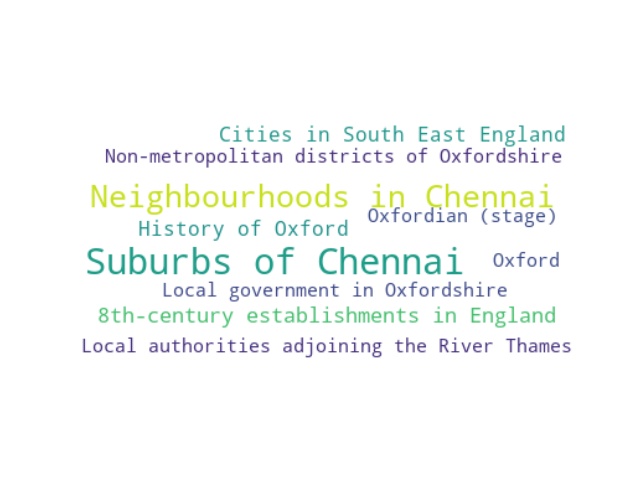 Cities in South East England
Non-metropolitan districts of Oxfordshire
Neighbourhoods in Chennai
Oxfordian (stage)
History of Oxford
Suburbs of Chennai
Oxford
Local government in Oxfordshire
8th-century establishments in England
Local authorities adjoining the River Thames